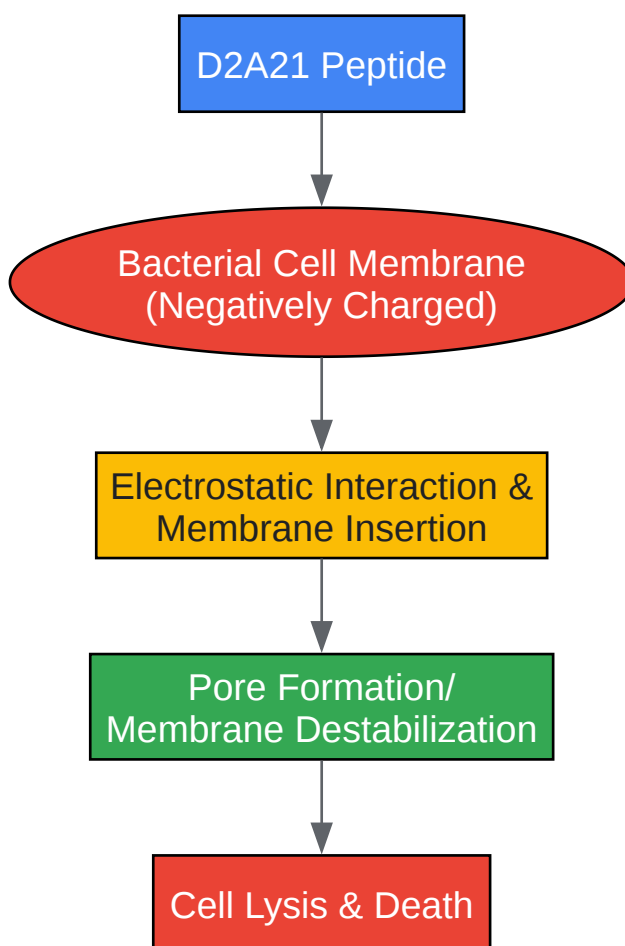 D2A21 Peptide
Bacterial Cell Membrane
(Negatively Charged)
Electrostatic Interaction &
Membrane Insertion
Pore Formation/
Membrane Destabilization
Cell Lysis & Death